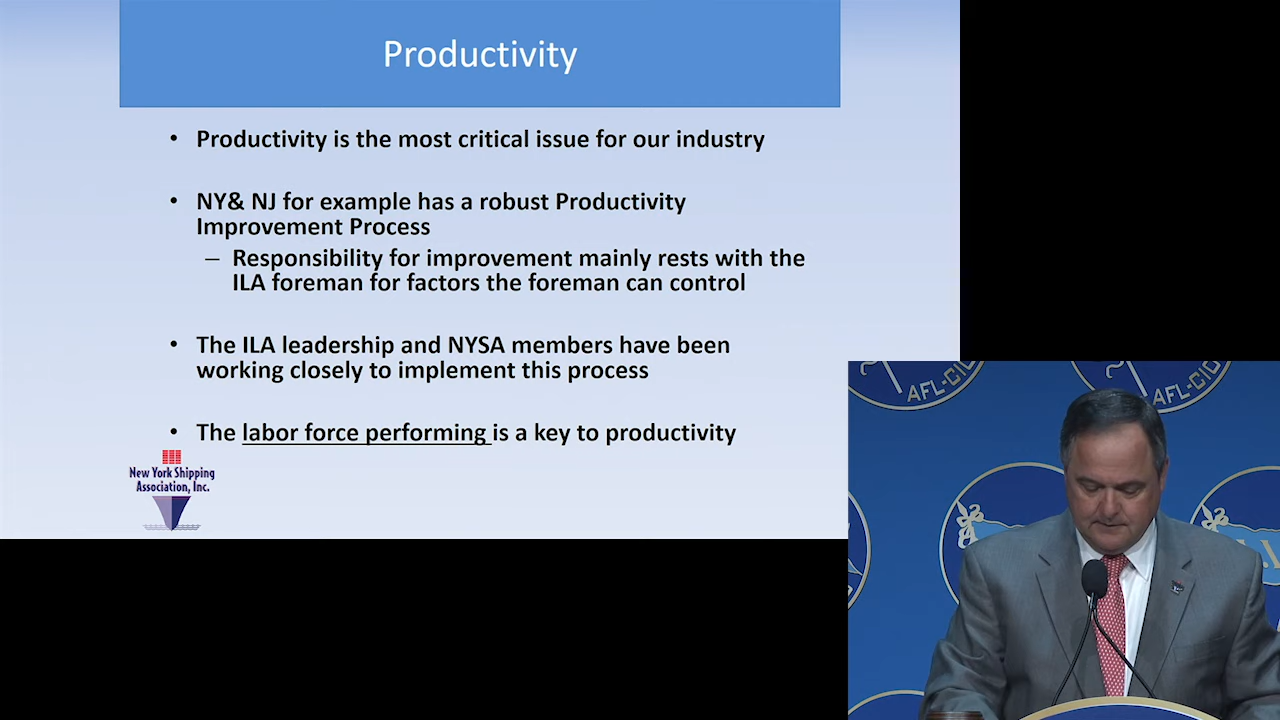 Productivity
• Productivity is the most critical issue for our industry
• NY& NJ for example has a robust Productivity
Improvement Process
– Responsibility for improvement mainly rests with the
ILA foreman for factors the foreman can control
• The ILA leadership and NYSA members have been
working closely to implement this process
• The labor force performing is a key to productivity
New York Shipping
Association, Inc.
AFL-CIO
AFL-CIO